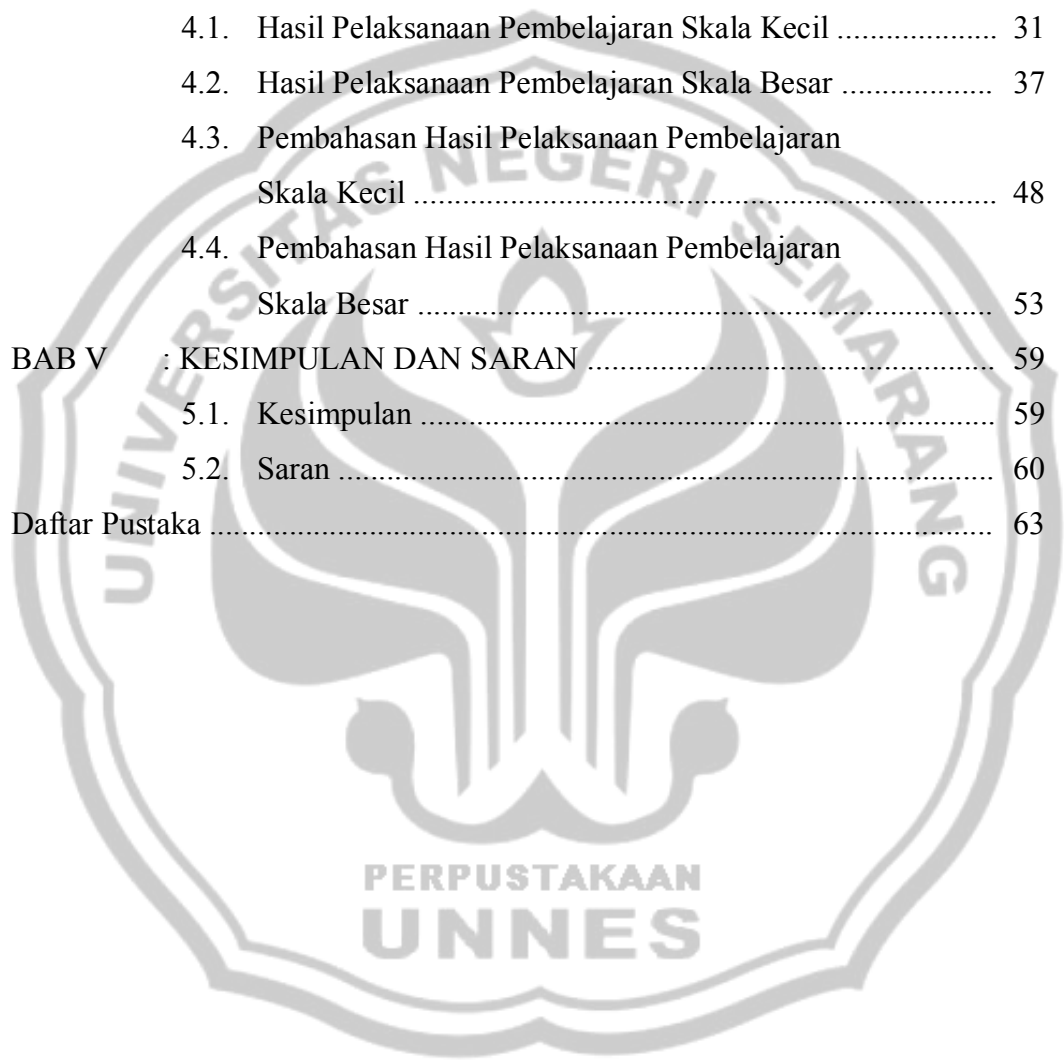 4.1. Hasil Pelaksanaan Pembelajaran Skala Kecil ................... 31
4.2. Hasil Pelaksanaan Pembelajaran Skala Besar .................. 37
4.3. Pembahasan Hasil Pelaksanaan Pembelajaran
Skala Kecil ......................................................................... 48
4.4. Pembahasan Hasil Pelaksanaan Pembelajaran
Skala Besar ........................................................................ 53
BAB V : KESIMPULAN DAN SARAN ................................................... 59
5.1. Kesimpulan ........................................................................ 59
5.2. Saran .................................................................................. 60
Daftar Pustaka .................................................................................................. 63
UNIVERSITAS NEGERI SEMARANG
PERPUSTAKAAN
UNNES